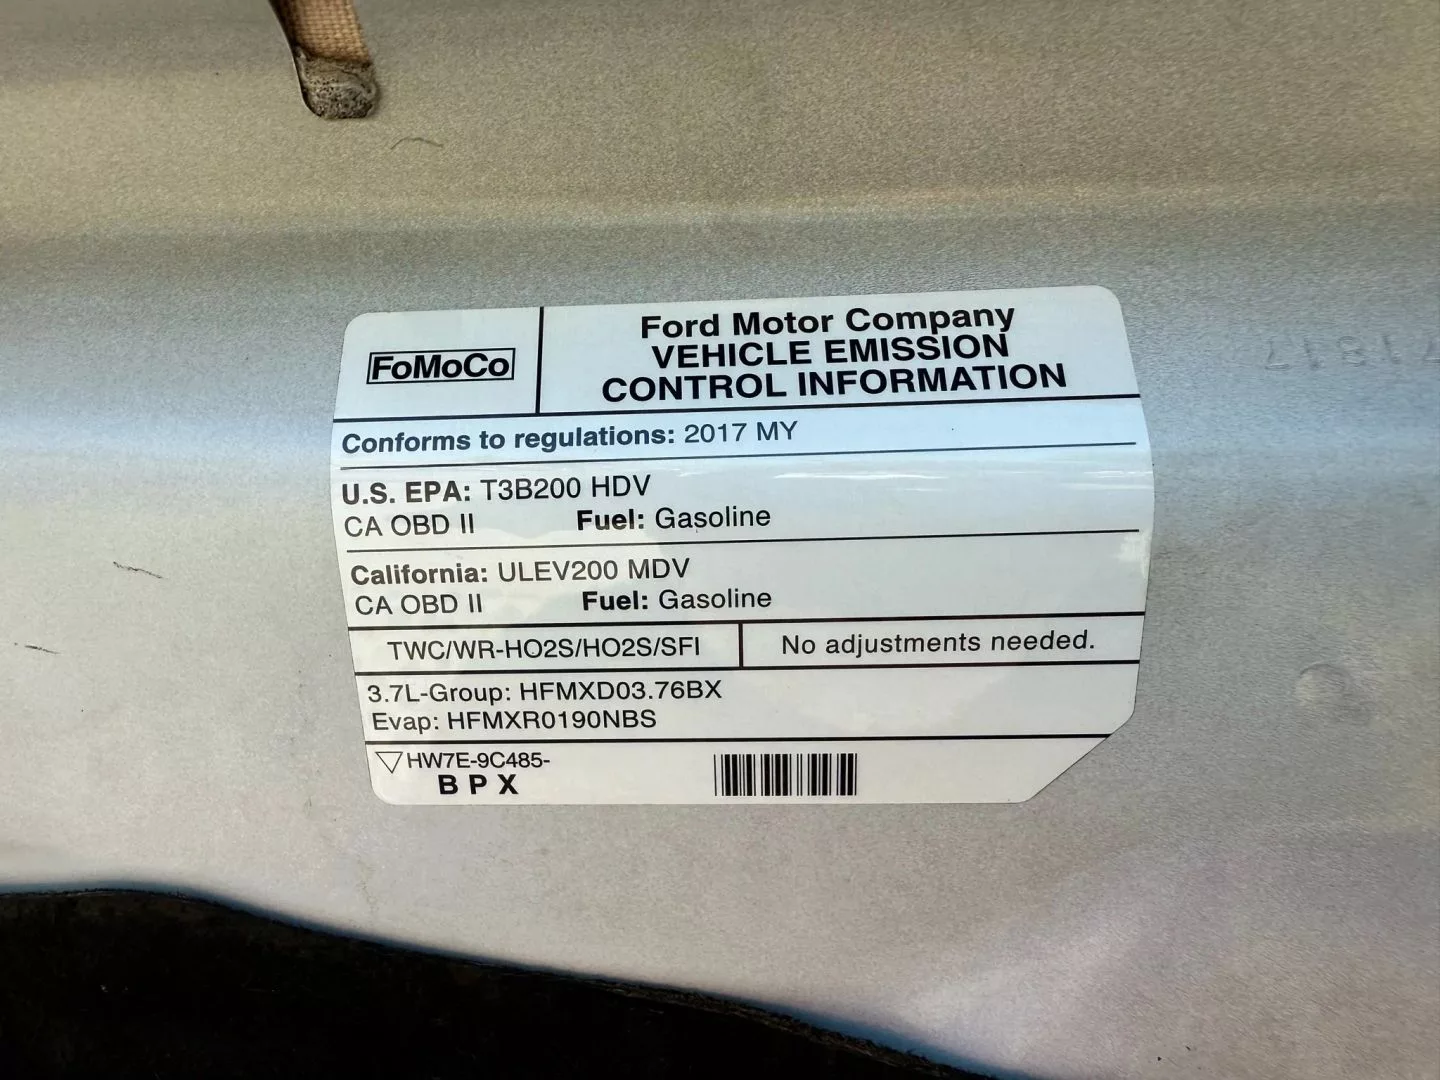 FoMoCo
Ford Motor Company
VEHICLE EMISSION
CONTROL INFORMATION
Conforms to regulations: 2017 MY
U.S. EPA: T3B200 HDV
CA OBD II Fuel: Gasoline
California: ULEV200 MDV
CA OBD II Fuel: Gasoline
TWC/WR-HO2S/HO2S/SFI
No adjustments needed.
3.7L-Group: HFMXD03.76BX
Evap: HFMXR0190NBS
HW7E-9C485-
B P X